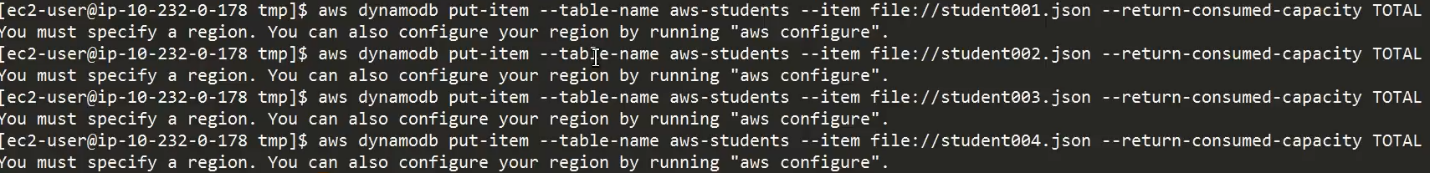 [ec2-user@ip-10-232-0-178 tmp]$ aws dynamodb put-item --table-name aws-students --item file://student001.json --return-consumed-capacity TOTAL
You must specify a region. You can also configure your region by running "aws configure".
[ec2-user@ip-10-232-0-178 tmp]$ aws dynamodb put-item --table-name aws-students --item file://student002.json --return-consumed-capacity TOTAL
You must specify a region. You can also configure your region by running "aws configure".
[ec2-user@ip-10-232-0-178 tmp]$ aws dynamodb put-item --table-name aws-students --item file://student003.json --return-consumed-capacity TOTAL
You must specify a region. You can also configure your region by running "aws configure".
[ec2-user@ip-10-232-0-178 tmp]$ aws dynamodb put-item --table-name aws-students --item file://student004.json --return-consumed-capacity TOTAL
You must specify a region. You can also configure your region by running "aws configure".